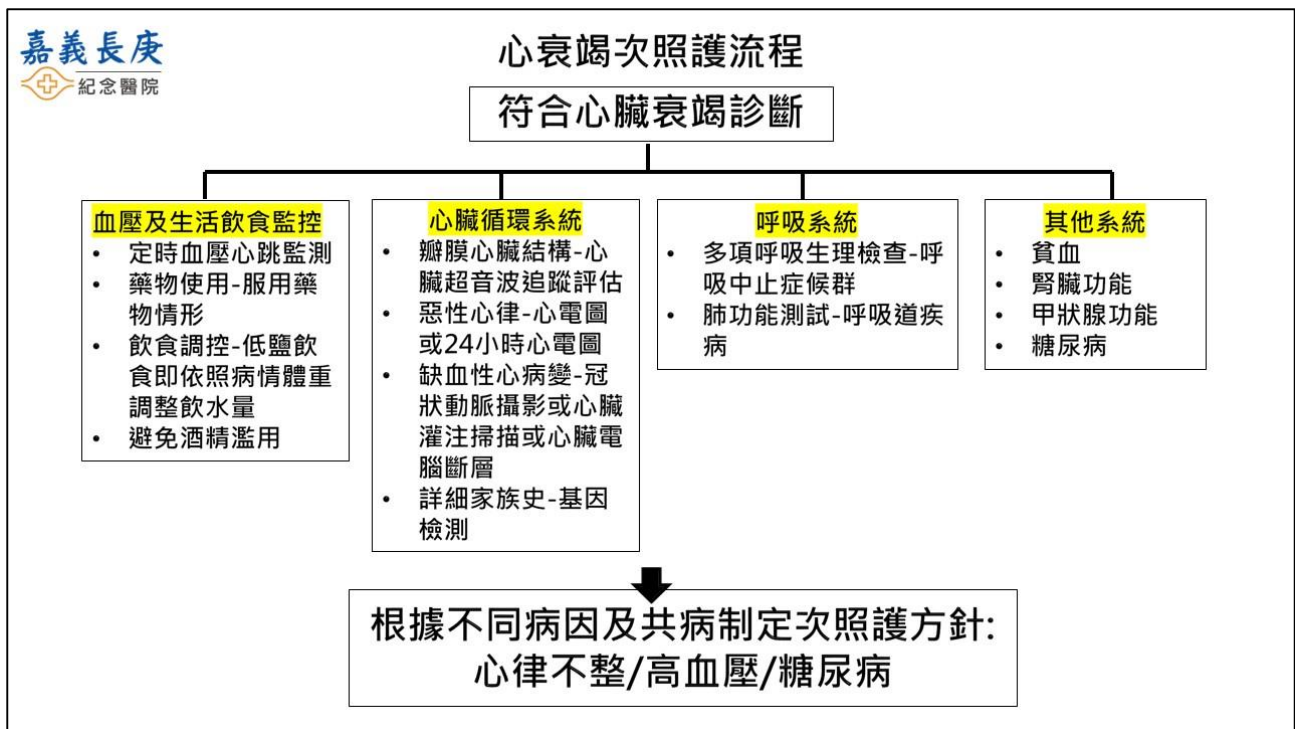 嘉義長庚
紀念醫院
心衰竭次照護流程
符合心臟衰竭診斷
血壓及生活飲食監控
• 定時血壓心跳監測
• 藥物使用-服用藥
物情形
• 飲食調控-低鹽飲
食即依照病情體重
調整飲水量
• 避免酒精濫用
心臟循環系統
• 瓣膜心臟結構-心
臟超音波追蹤評估
• 惡性心律-心電圖
或24小時心電圖
• 缺血性心病變-冠
狀動脈攝影或心臟
灌注掃描或心臟電
腦斷層
• 詳細家族史-基因
檢測
呼吸系統
• 多項呼吸生理檢查-呼
吸中止症候群
• 肺功能測試-呼吸道疾
病
其他系統
• 貧血
• 腎臟功能
• 甲狀腺功能
• 糖尿病
根據不同病因及共病制定次照護方針:
心律不整/高血壓/糖尿病